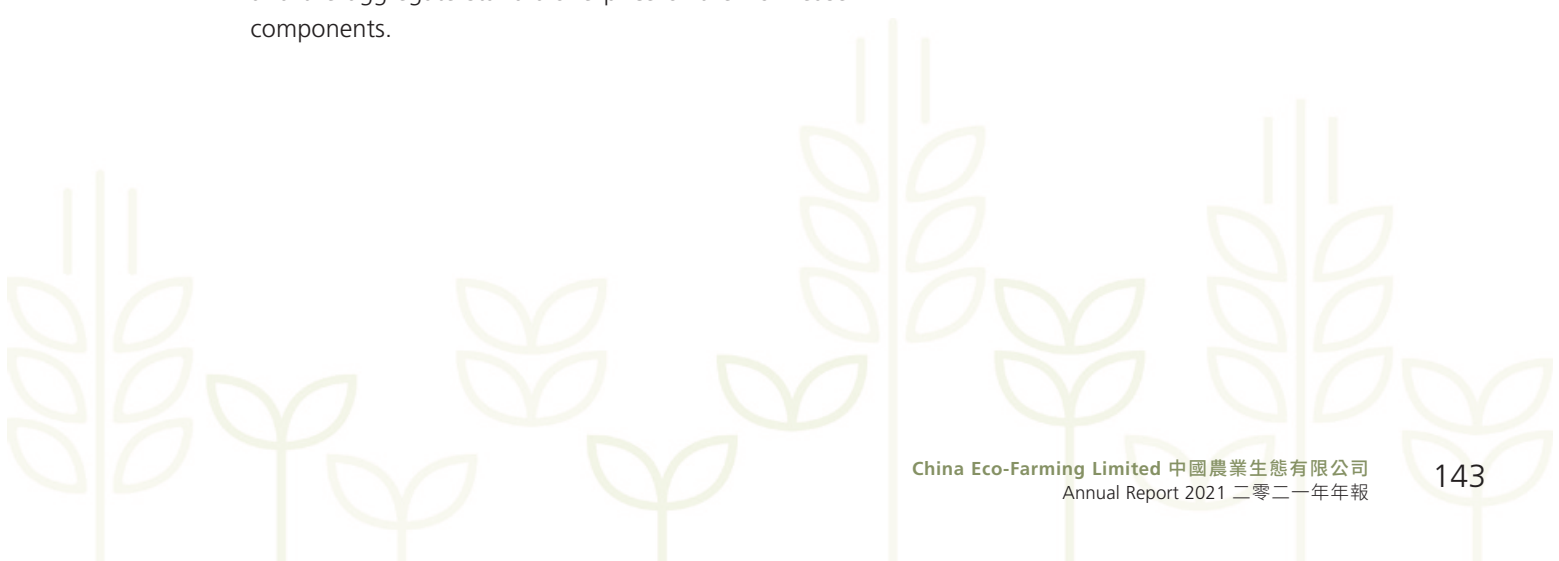 components.
China Eco-Farming Limited 中國農業生態有限公司
Annual Report 2021 二零二一年年報
143